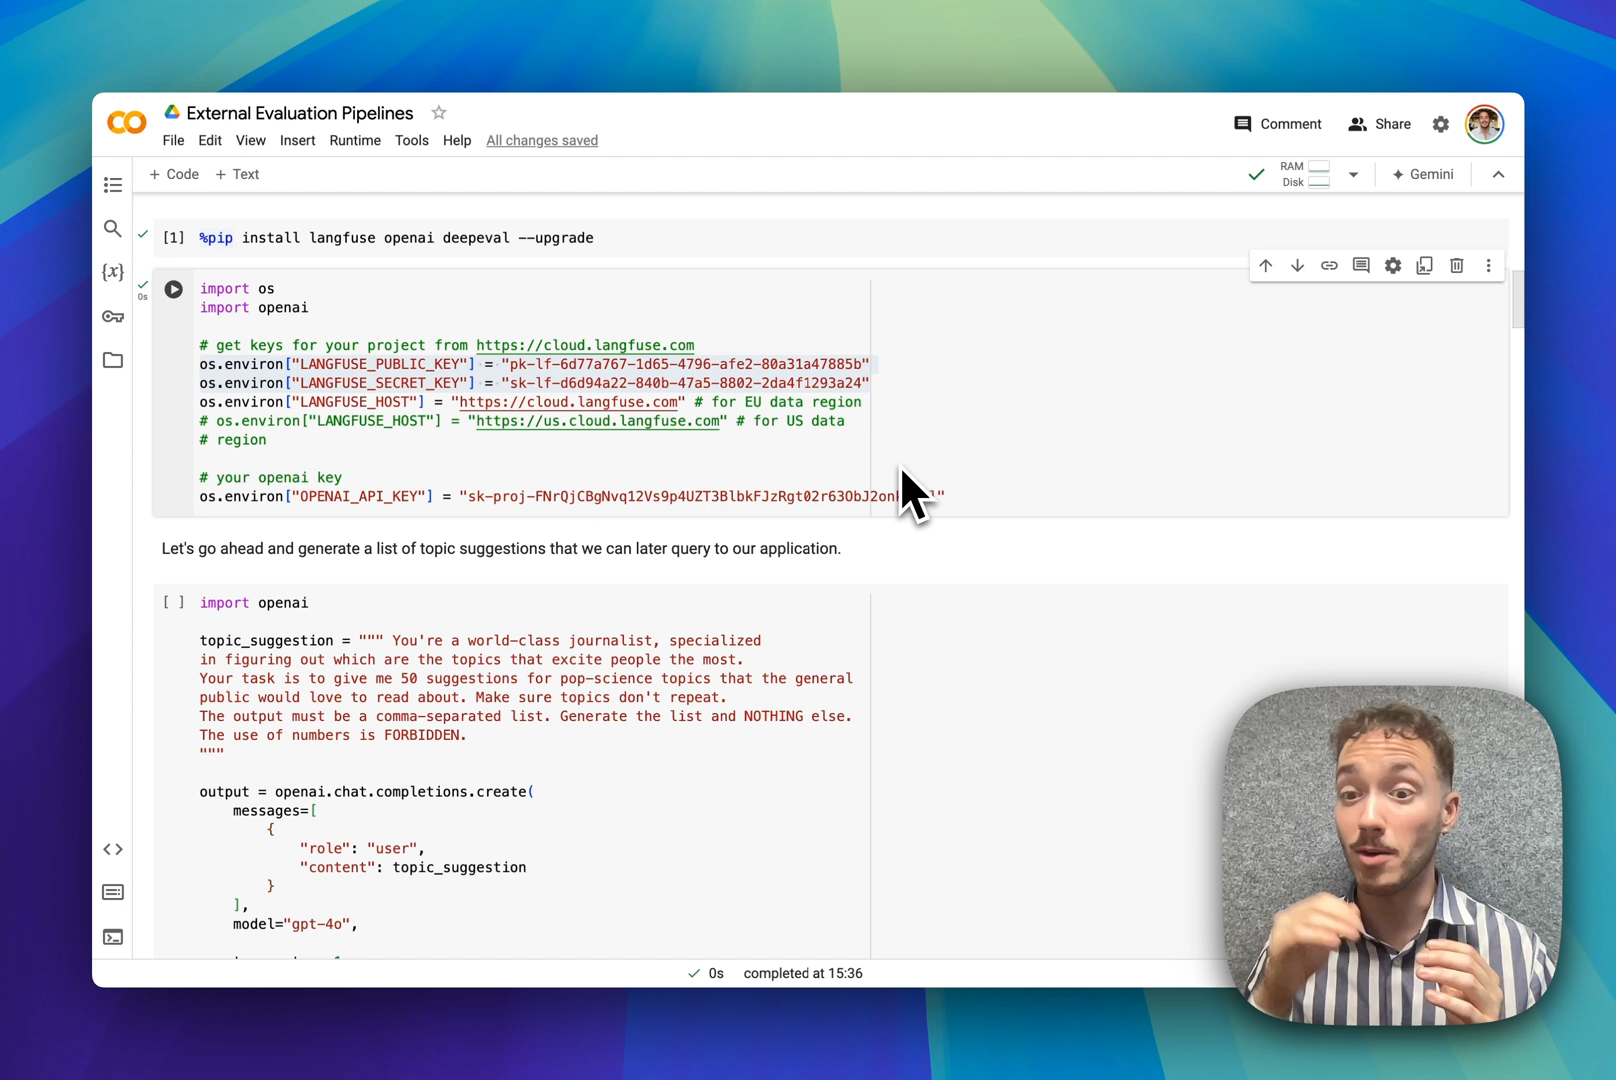 External Evaluation Pipelines
Comment
Share
File Edit View Insert Runtime Tools Help All changes saved
+ Code + Text
RAM
Disk
Gemini
[1] %pip install langfuse openai deepeval --upgrade
0s
import os
import openai
# get keys for your project from https://cloud.langfuse.com
os.environ["LANGFUSE_PUBLIC_KEY"] = "pk-lf-6d77a767-1d65-4796-afe2-80a31a47885b"
os.environ["LANGFUSE_SECRET_KEY"] = "sk-lf-d6d94a22-840b-47a5-8802-2da4f1293a24"
os.environ["LANGFUSE_HOST"] = "https://cloud.langfuse.com" # for EU data region
# os.environ["LANGFUSE_HOST"] = "https://us.cloud.langfuse.com" # for US data
# region
# your openai key
os.environ["OPENAI_API_KEY"] =
Let's go ahead and generate a list of topic suggestions that we can later query to our application.
[ ] import openai
topic_suggestion = """ You're a world-class journalist, specialized
in figuring out which are the topics that excite people the most.
Your task is to give me 50 suggestions for pop-science topics that the general
public would love to read about. Make sure topics don't repeat.
The output must be a comma-separated list. Generate the list and NOTHING else.
The use of numbers is FORBIDDEN.
"""
output = openai.chat.completions.create(
messages=[
{
"role": "user",
"content": topic_suggestion
}
],
model="gpt-4o",
0s completed at 15:36